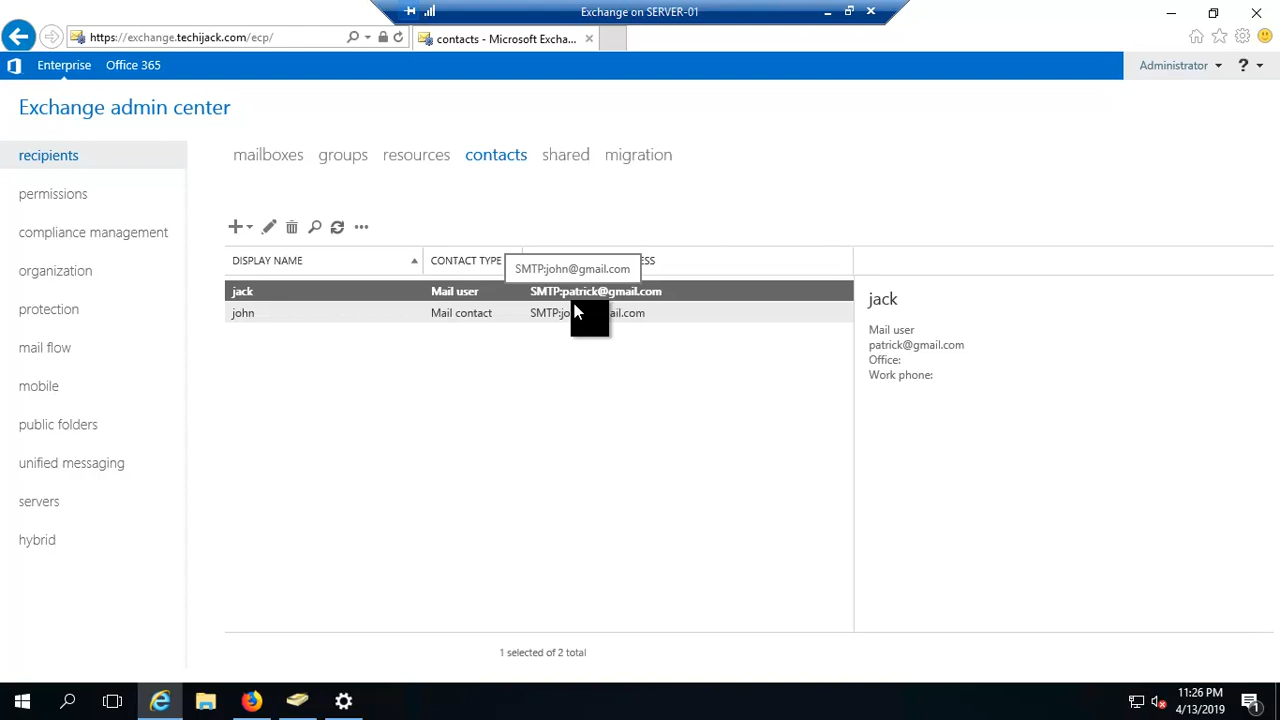 Exchange on SERVER-01
https://exchange.techijack.com/ecp/
contacts - Microsoft Excha...
Enterprise Office 365
Administrator ?
Exchange admin center
recipients
permissions
compliance management
organization
protection
mail flow
mobile
public folders
unified messaging
servers
hybrid
mailboxes groups resources contacts shared migration
DISPLAY NAME CONTACT TYPE
SMTP:john@gmail.com
jack Mail user SMTP:patrick@gmail.com
john Mail contact
jack
Mail user
patrick@gmail.com
Office:
Work phone:
1 selected of 2 total
11:26 PM
4/13/2019
1